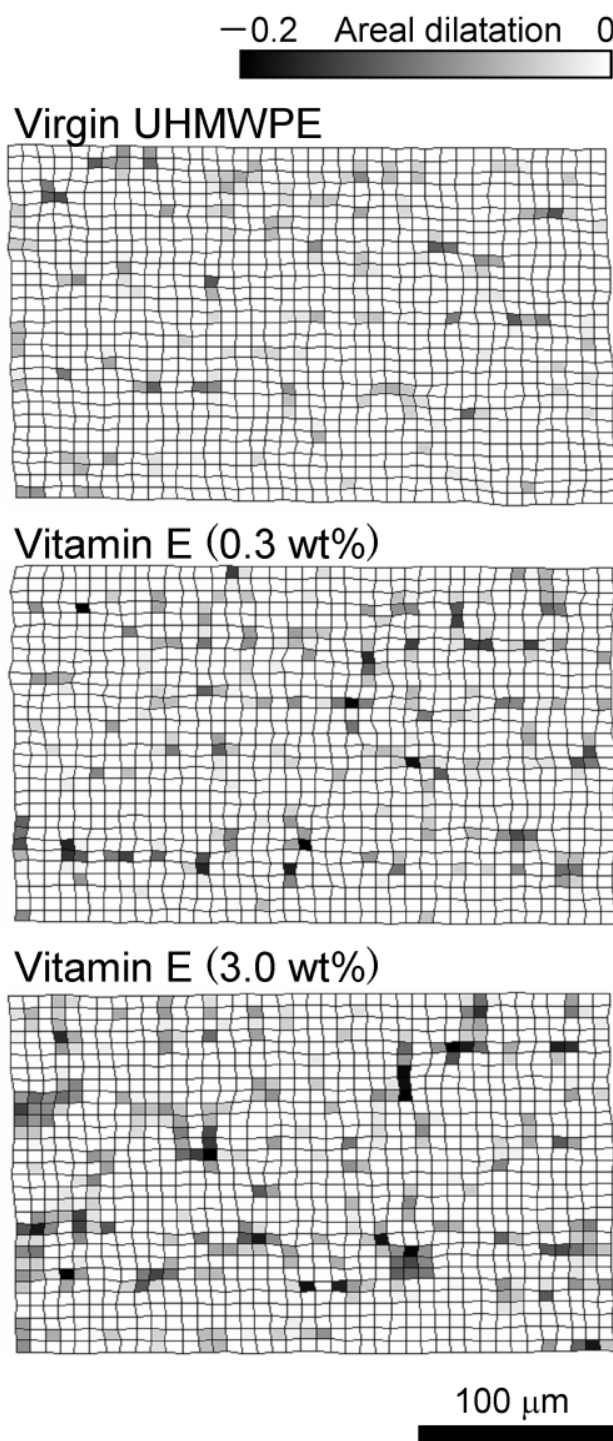 −0.2 Areal dilatation 0
Virgin UHMWPE
Vitamin E (0.3 wt%)
Vitamin E (3.0 wt%)
100 μm